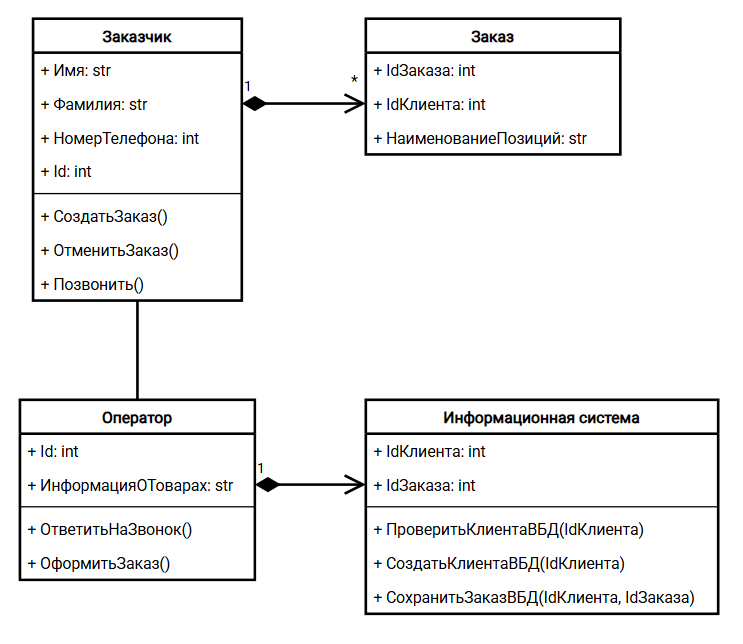 Заказчик
+ Имя: str
+ Фамилия: str
+ НомерТелефона: int
+ Id: int
+ СоздатьЗаказ()
+ ОтменитьЗаказ()
+ Позвонить()
1
*
Заказ
+ IdЗаказа: int
+ IdКлиента: int
+ НаименованиеПозиций: str
Оператор
+ Id: int
+ ИнформацияОТоварах: str
+ ОтветитьНаЗвонок()
+ ОформитьЗаказ()
1
Информационная система
+ IdКлиента: int
+ IdЗаказа: int
+ ПроверитьКлиентаВБД(IdКлиента)
+ СоздатьКлиентаВБД(IdКлиента)
+ СохранитьЗаказВБД(IdКлиента, IdЗаказа)